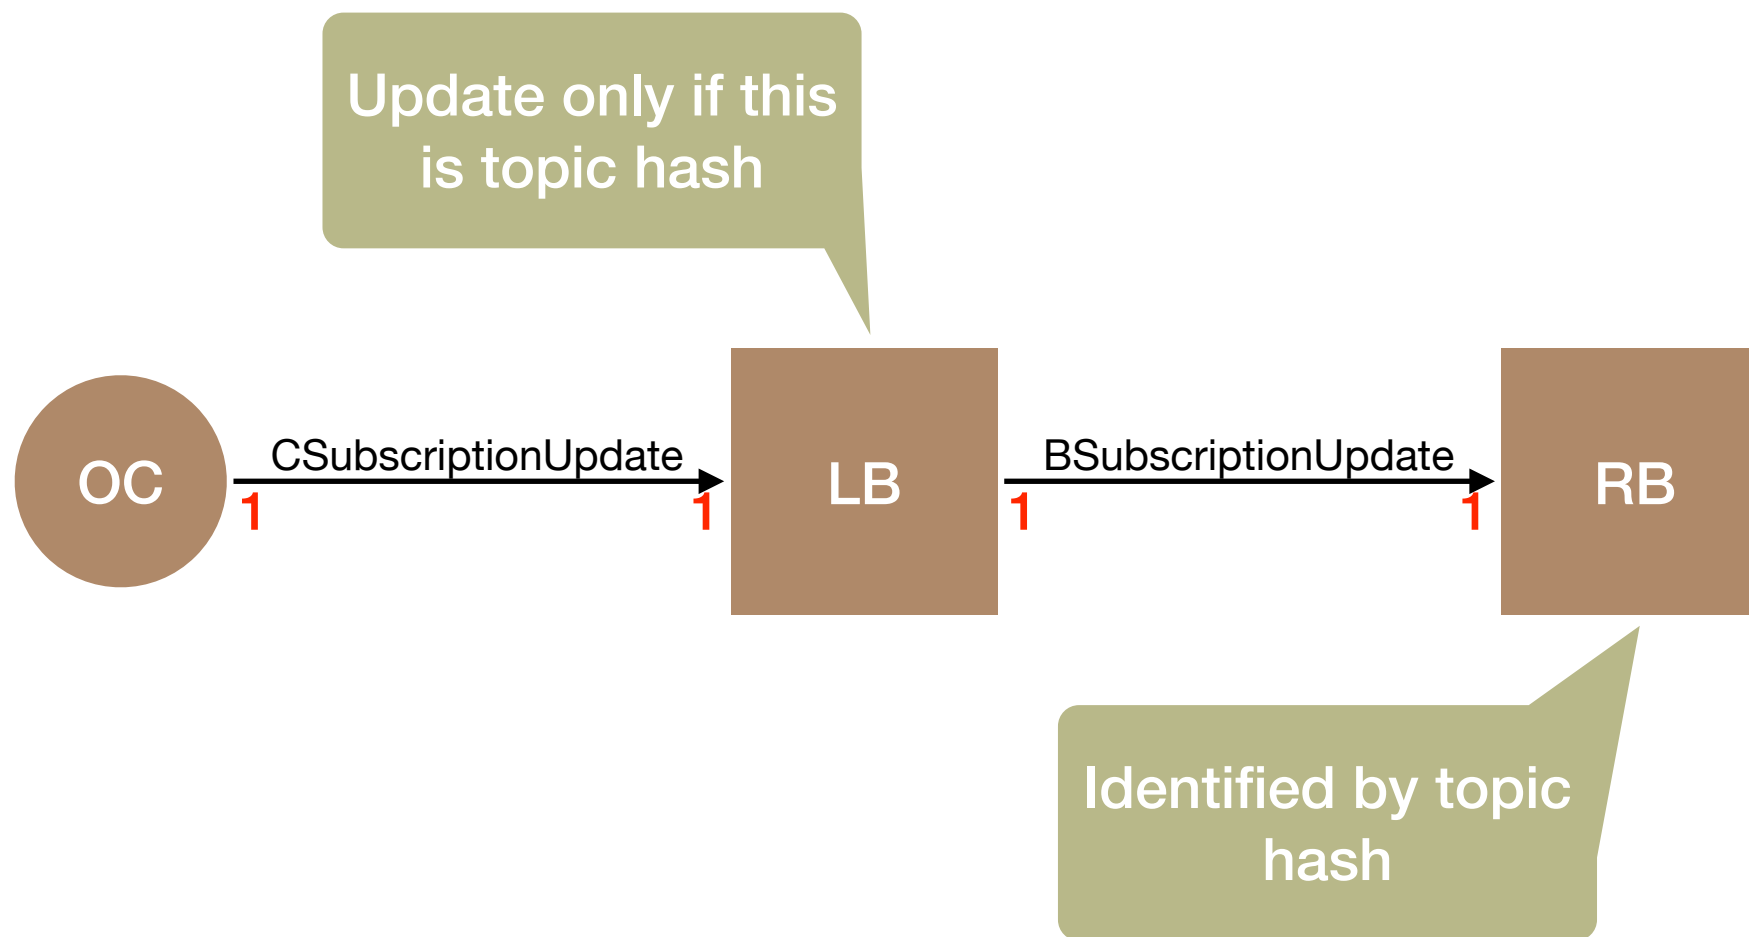 Update only if this
is topic hash
OC
CSubscriptionUpdate
1
1
LB
BSubscriptionUpdate
1
1
RB
Identified by topic
hash